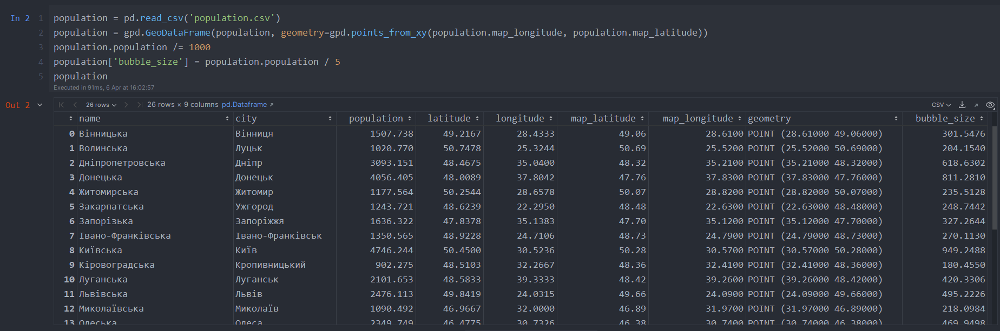 In 2 1 population = pd.read_csv('population.csv')
2 population = gpd.GeoDataFrame(population, geometry=gpd.points_from_xy(population.map_longitude, population.map_latitude))
3 population.population /= 1000
4 population['bubble_size'] = population.population / 5
5 population
Executed in 91ms, 6 Apr at 16:02:57
Out 2 26 rows 26 rows × 9 columns pd.Dataframe CSV
name city population latitude longitude map_latitude map_longitude geometry bubble_size
0 Вінницька Вінниця 1507.738 49.2167 28.4333 49.06 28.6100 POINT (28.61000 49.06000) 301.5476
1 Волинська Луцьк 1020.770 50.7478 25.3244 50.69 25.5200 POINT (25.52000 50.69000) 204.1540
2 Дніпропетровська Дніпр 3093.151 48.4675 35.0400 48.32 35.2100 POINT (35.21000 48.32000) 618.6302
3 Донецька Донецьк 4056.405 48.0089 37.8042 47.76 37.8300 POINT (37.83000 47.76000) 811.2810
4 Житомирська Житомир 1177.564 50.2544 28.6578 50.07 28.8200 POINT (28.82000 50.07000) 235.5128
5 Закарпатська Ужгород 1243.721 48.6239 22.2950 48.48 22.6300 POINT (22.63000 48.48000) 248.7442
6 Запорізька Запоріжжя 1636.322 47.8378 35.1383 47.70 35.1200 POINT (35.12000 47.70000) 327.2644
7 Івано-Франківська Івано-Франківськ 1350.565 48.9228 24.7106 48.73 24.7900 POINT (24.79000 48.73000) 270.1130
8 Київська Київ 4746.244 50.4500 30.5236 50.28 30.5700 POINT (30.57000 50.28000) 949.2488
9 Кіровоградська Кропивницький 902.275 48.5103 32.2667 48.36 32.4100 POINT (32.41000 48.36000) 180.4550
10 Луганська Луганськ 2101.653 48.5833 39.3333 48.42 39.2600 POINT (39.26000 48.42000) 420.3306
11 Львівська Львів 2476.113 49.8419 24.0315 49.66 24.0900 POINT (24.09000 49.66000) 495.2226
12 Миколаївська Миколаїв 1090.492 46.9667 32.0000 46.89 31.9700 POINT (31.97000 46.89000) 218.0984
13 Одеська Одеса 2349.749 46.4775 30.7326 46.38 30.7400 POINT (30.74000 46.38000) 469.9498